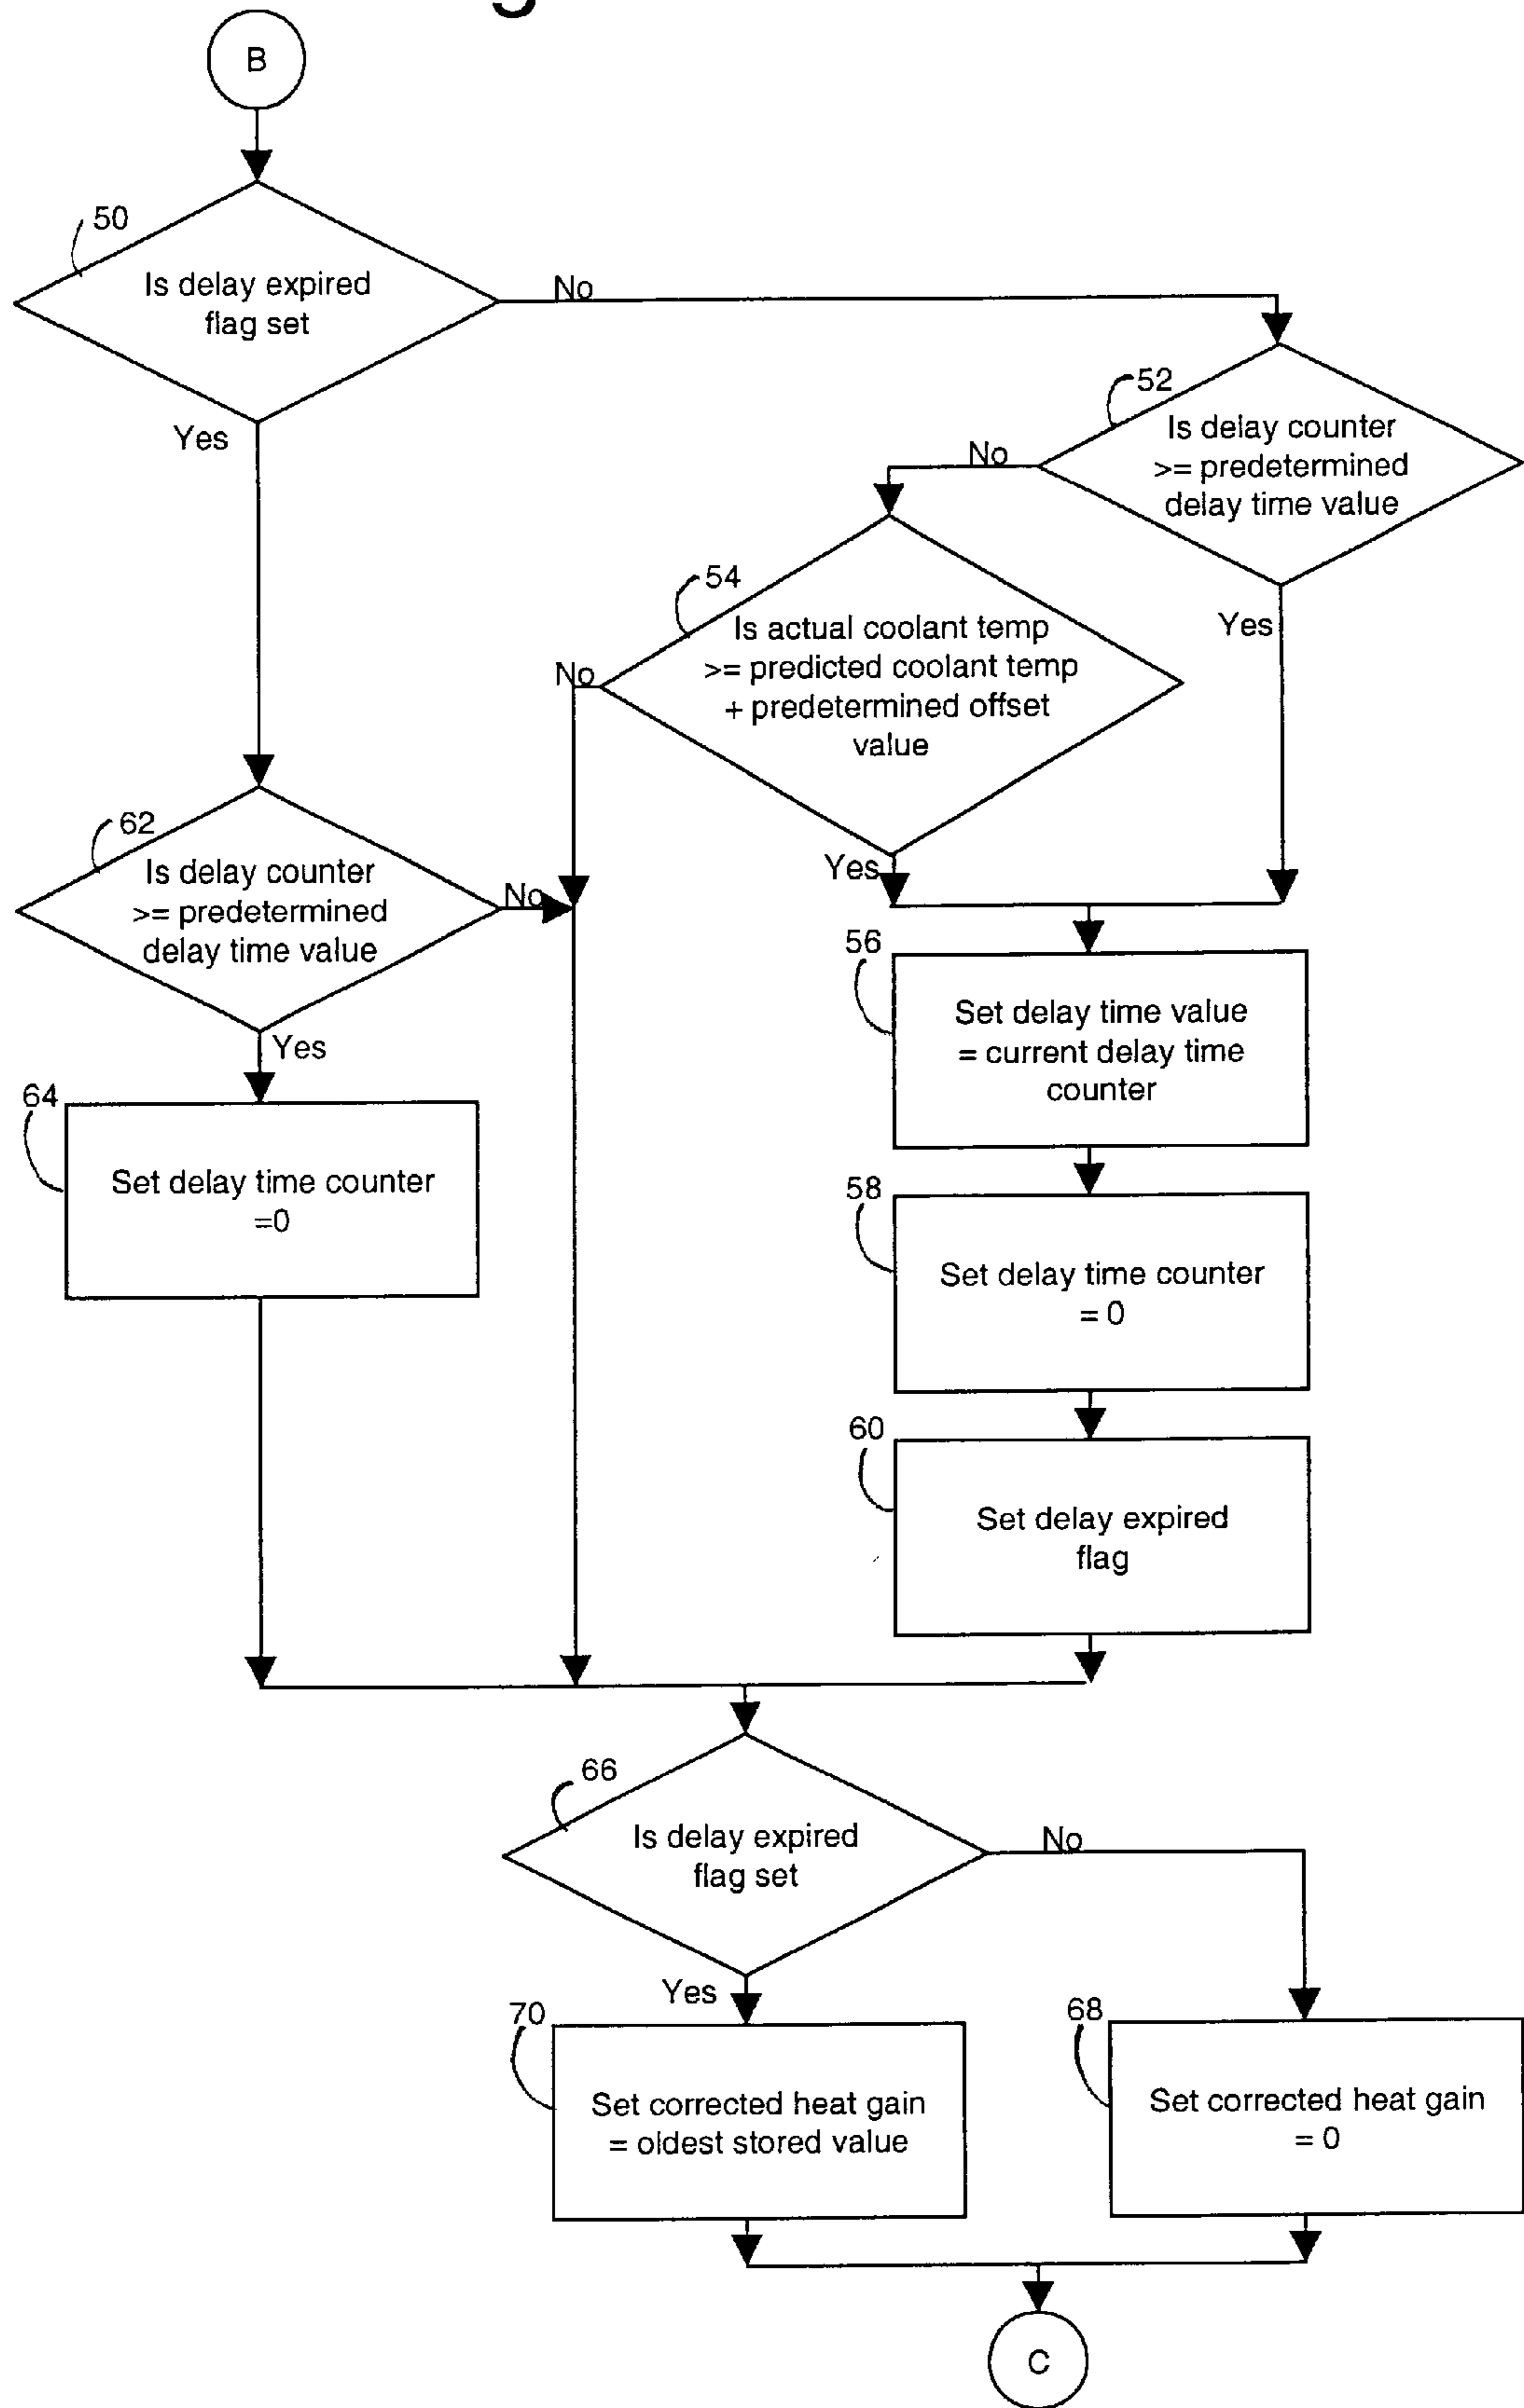 B
50
Is delay expired
flag set
No
Yes
52
Is delay counter
>= predetermined
delay time value
No
Yes
54
Is actual coolant temp
>= predicted coolant temp
+ predetermined offset
value
No
Yes
62
Is delay counter
>= predetermined
delay time value
No
Yes
56
Set delay time value
= current delay time
counter
64
Set delay time counter
=0
58
Set delay time counter
= 0
60
Set delay expired
flag
66
Is delay expired
flag set
No
Yes
70
Set corrected heat gain
= oldest stored value
68
Set corrected heat gain
= 0
C